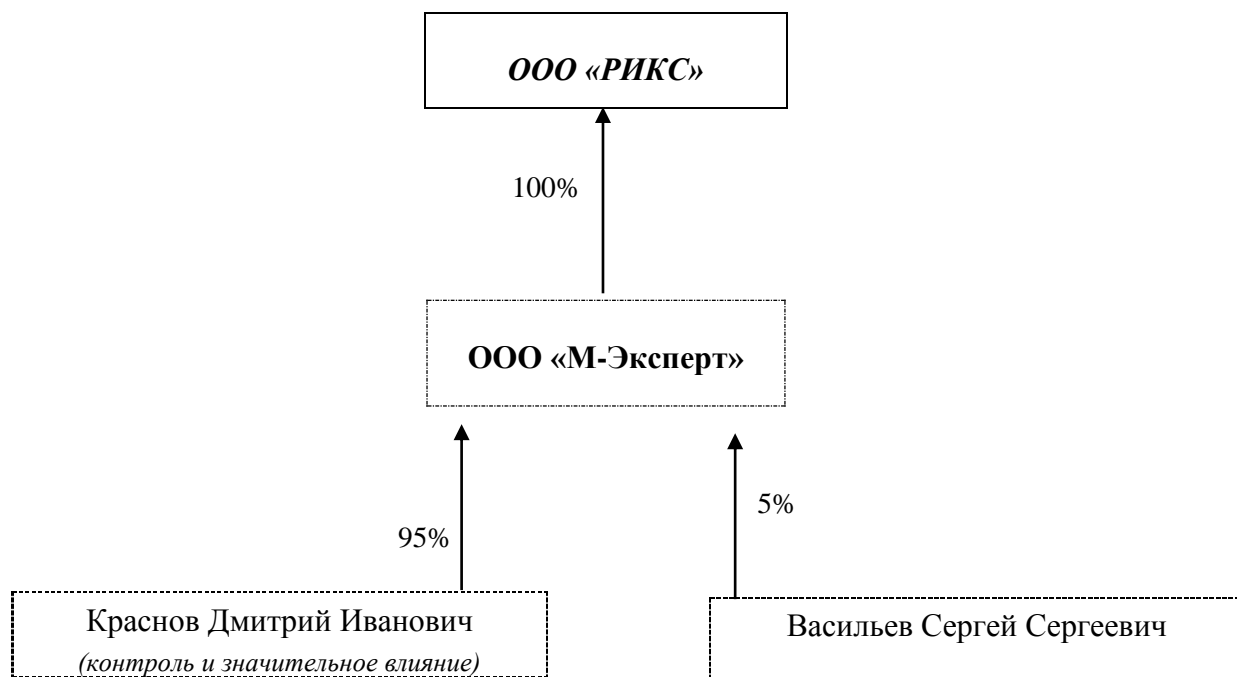 ООО «РИКС»
100%
ООО «М-Эксперт»
95%
5%
Краснов Дмитрий Иванович
(контроль и значительное влияние)
Васильев Сергей Сергеевич